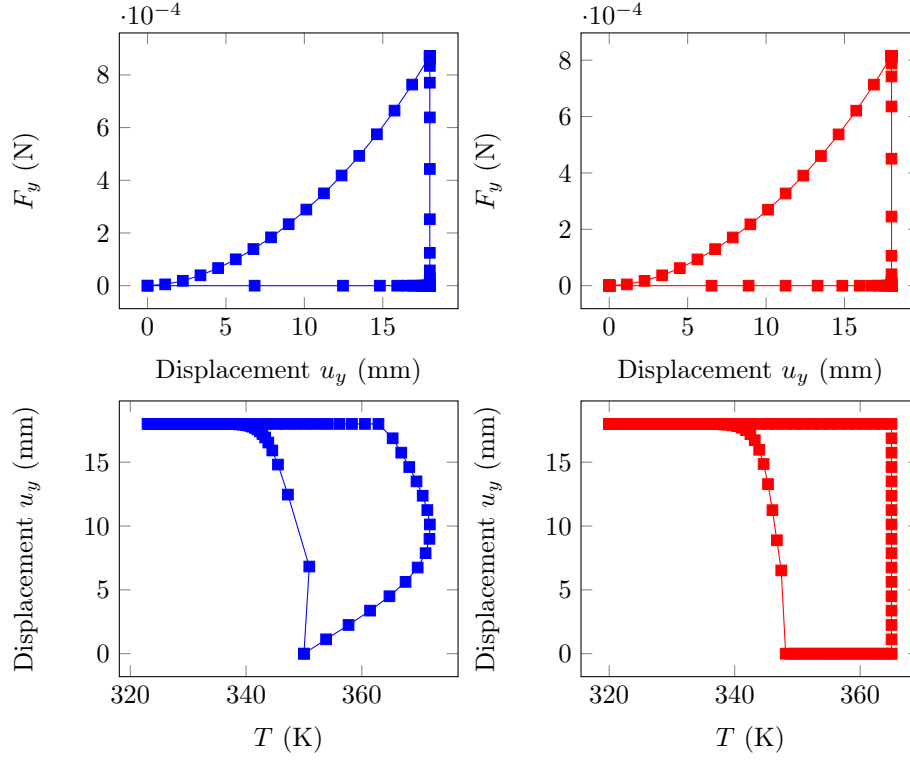 ·10⁻⁴ ·10⁻⁴
8 8
6 6
4 4
2 2
0 0
F_y (N) F_y (N)
0 5 10 15 0 5 10 15
Displacement u_y (mm) Displacement u_y (mm)
15 15
10 10
5 5
0 0
Displacement u_y (mm) Displacement u_y (mm)
320 340 360 320 340 360
T (K) T (K)